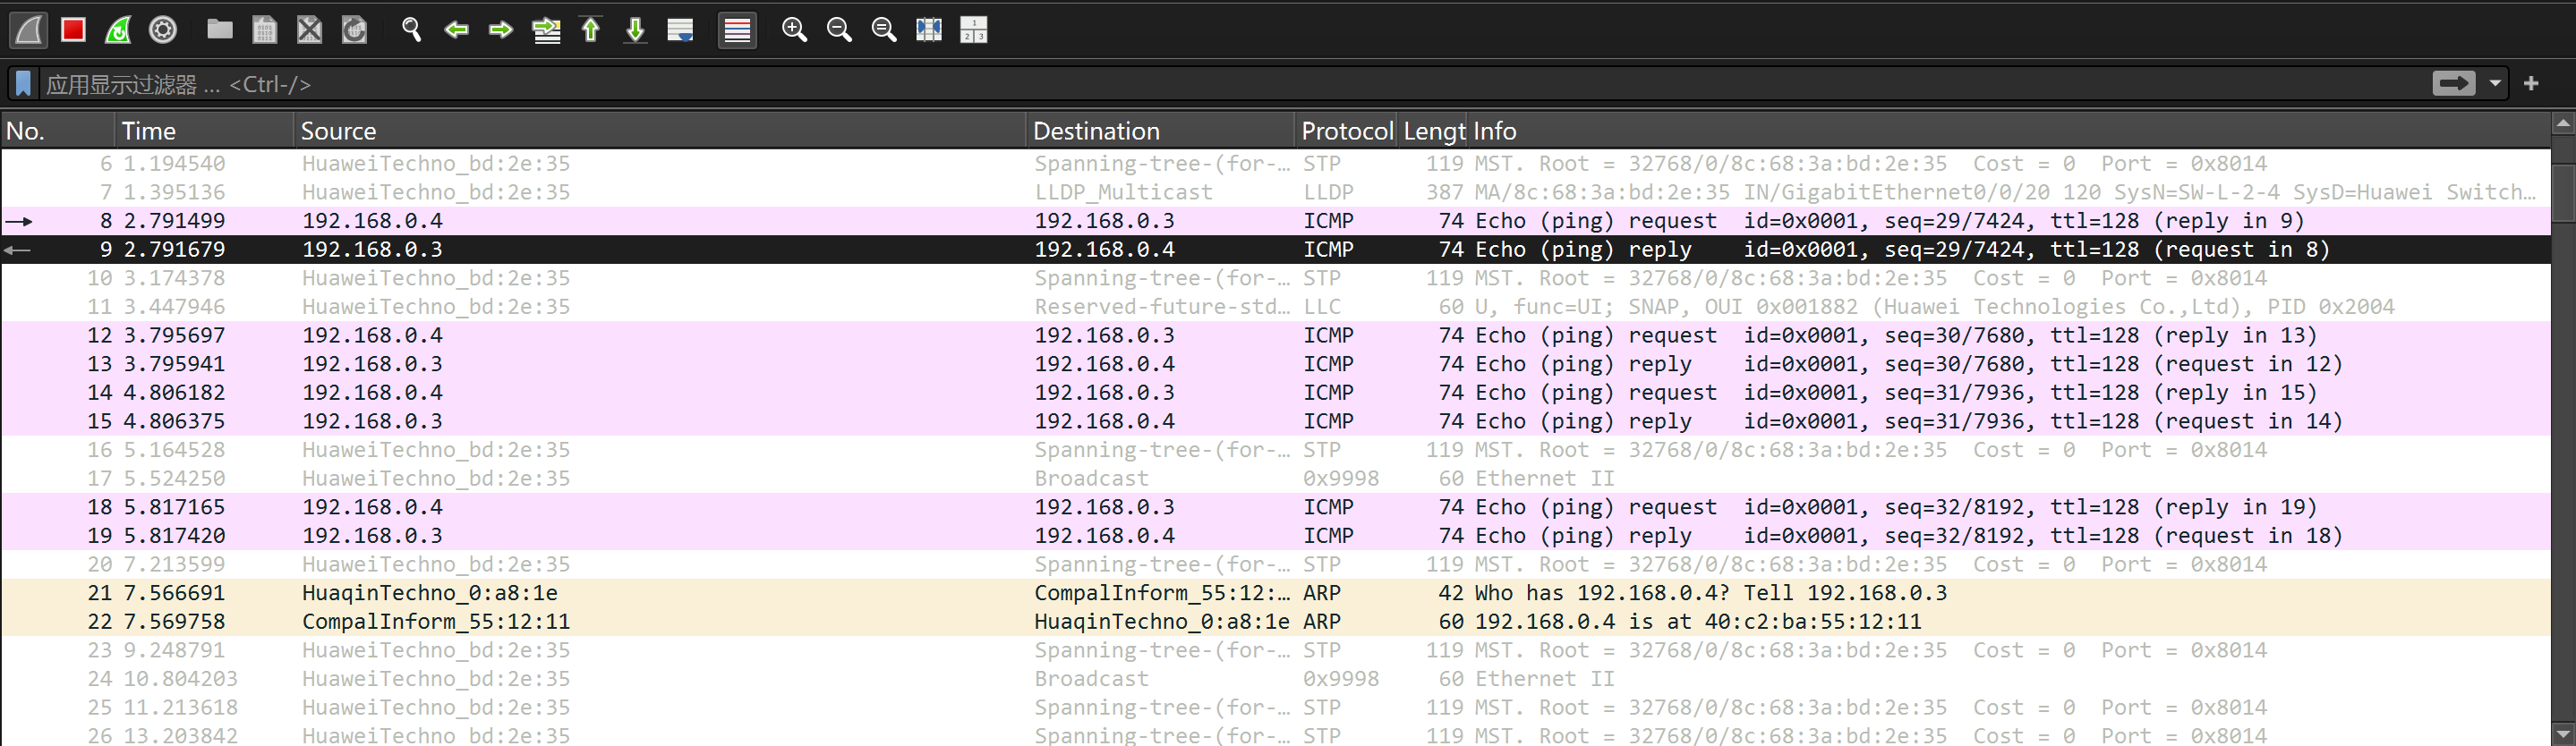 应用显示过滤器 … <Ctrl-/>
No. Time Source Destination Protocol Lengt Info
6 1.194540 HuaweiTechno_bd:2e:35 Spanning-tree-(for-… STP 119 MST. Root = 32768/0/8c:68:3a:bd:2e:35 Cost = 0 Port = 0x8014
7 1.395136 HuaweiTechno_bd:2e:35 LLDP_Multicast LLDP 387 MA/8c:68:3a:bd:2e:35 IN/GigabitEthernet0/0/20 120 SysN=SW-L-2-4 SysD=Huawei Switch…
8 2.791499 192.168.0.4 192.168.0.3 ICMP 74 Echo (ping) request id=0x0001, seq=29/7424, ttl=128 (reply in 9)
9 2.791679 192.168.0.3 192.168.0.4 ICMP 74 Echo (ping) reply id=0x0001, seq=29/7424, ttl=128 (request in 8)
10 3.174378 HuaweiTechno_bd:2e:35 Spanning-tree-(for-… STP 119 MST. Root = 32768/0/8c:68:3a:bd:2e:35 Cost = 0 Port = 0x8014
11 3.447946 HuaweiTechno_bd:2e:35 Reserved-future-std… LLC 60 U, func=UI; SNAP, OUI 0x001882 (Huawei Technologies Co.,Ltd), PID 0x2004
12 3.795697 192.168.0.4 192.168.0.3 ICMP 74 Echo (ping) request id=0x0001, seq=30/7680, ttl=128 (reply in 13)
13 3.795941 192.168.0.3 192.168.0.4 ICMP 74 Echo (ping) reply id=0x0001, seq=30/7680, ttl=128 (request in 12)
14 4.806182 192.168.0.4 192.168.0.3 ICMP 74 Echo (ping) request id=0x0001, seq=31/7936, ttl=128 (reply in 15)
15 4.806375 192.168.0.3 192.168.0.4 ICMP 74 Echo (ping) reply id=0x0001, seq=31/7936, ttl=128 (request in 14)
16 5.164528 HuaweiTechno_bd:2e:35 Spanning-tree-(for-… STP 119 MST. Root = 32768/0/8c:68:3a:bd:2e:35 Cost = 0 Port = 0x8014
17 5.524250 HuaweiTechno_bd:2e:35 Broadcast 0x9998 60 Ethernet II
18 5.817165 192.168.0.4 192.168.0.3 ICMP 74 Echo (ping) request id=0x0001, seq=32/8192, ttl=128 (reply in 19)
19 5.817420 192.168.0.3 192.168.0.4 ICMP 74 Echo (ping) reply id=0x0001, seq=32/8192, ttl=128 (request in 18)
20 7.213599 HuaweiTechno_bd:2e:35 Spanning-tree-(for-… STP 119 MST. Root = 32768/0/8c:68:3a:bd:2e:35 Cost = 0 Port = 0x8014
21 7.566691 HuaqinTechno_0:a8:1e CompalInform_55:12:… ARP 42 Who has 192.168.0.4? Tell 192.168.0.3
22 7.569758 CompalInform_55:12:11 HuaqinTechno_0:a8:1e ARP 60 192.168.0.4 is at 40:c2:ba:55:12:11
23 9.248791 HuaweiTechno_bd:2e:35 Spanning-tree-(for-… STP 119 MST. Root = 32768/0/8c:68:3a:bd:2e:35 Cost = 0 Port = 0x8014
24 10.804203 HuaweiTechno_bd:2e:35 Broadcast 0x9998 60 Ethernet II
25 11.213618 HuaweiTechno_bd:2e:35 Spanning-tree-(for-… STP 119 MST. Root = 32768/0/8c:68:3a:bd:2e:35 Cost = 0 Port = 0x8014
26 13.203842 HuaweiTechno_bd:2e:35 Spanning-tree-(for-… STP 119 MST. Root = 32768/0/8c:68:3a:bd:2e:35 Cost = 0 Port = 0x8014